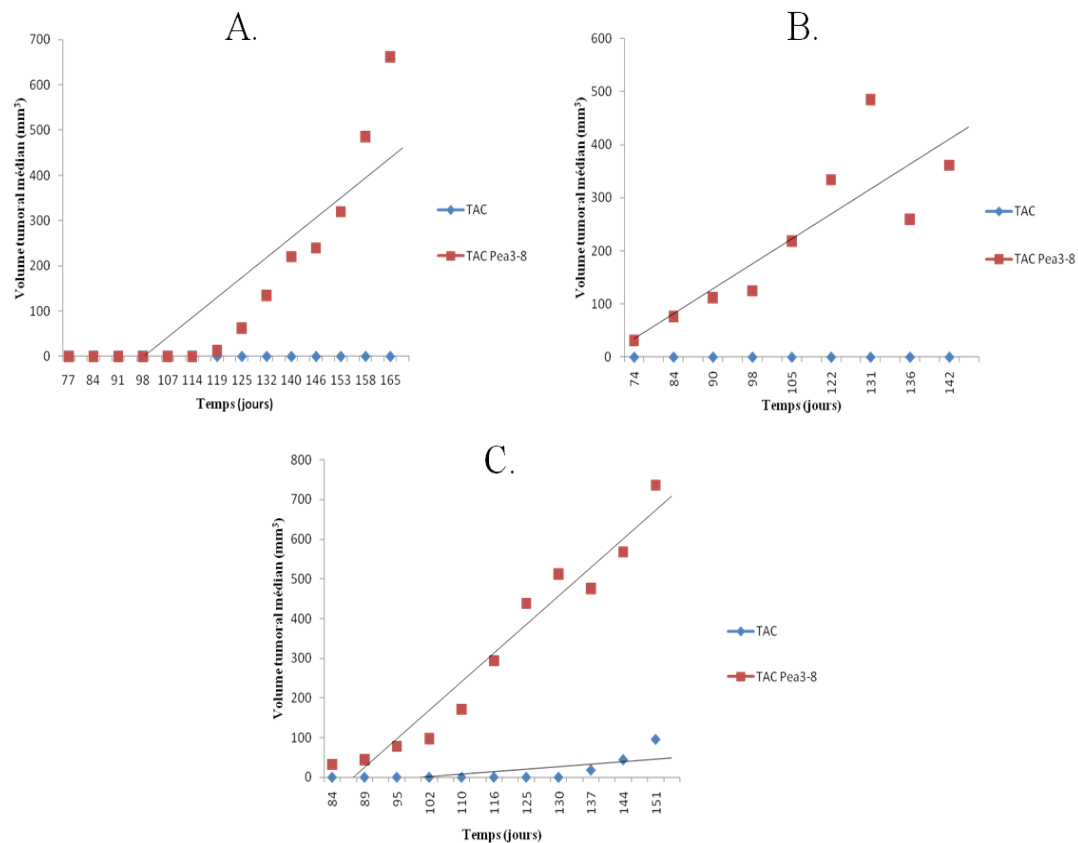 A.
Volume tumoral médian (mm³)
700
600
500
400
300
200
100
0
77 84 91 98 107 114 119 125 132 140 146 153 158 165
Temps (jours)
TAC
TAC Pea3-8
B.
Volume tumoral médian (mm³)
600
500
400
300
200
100
0
74 84 90 98 105 122 131 136 142
Temps (jours)
TAC
TAC Pea3-8
C.
Volume tumoral médian (mm³)
800
700
600
500
400
300
200
100
0
84 89 95 102 110 116 125 130 137 144 151
Temps (jours)
TAC
TAC Pea3-8